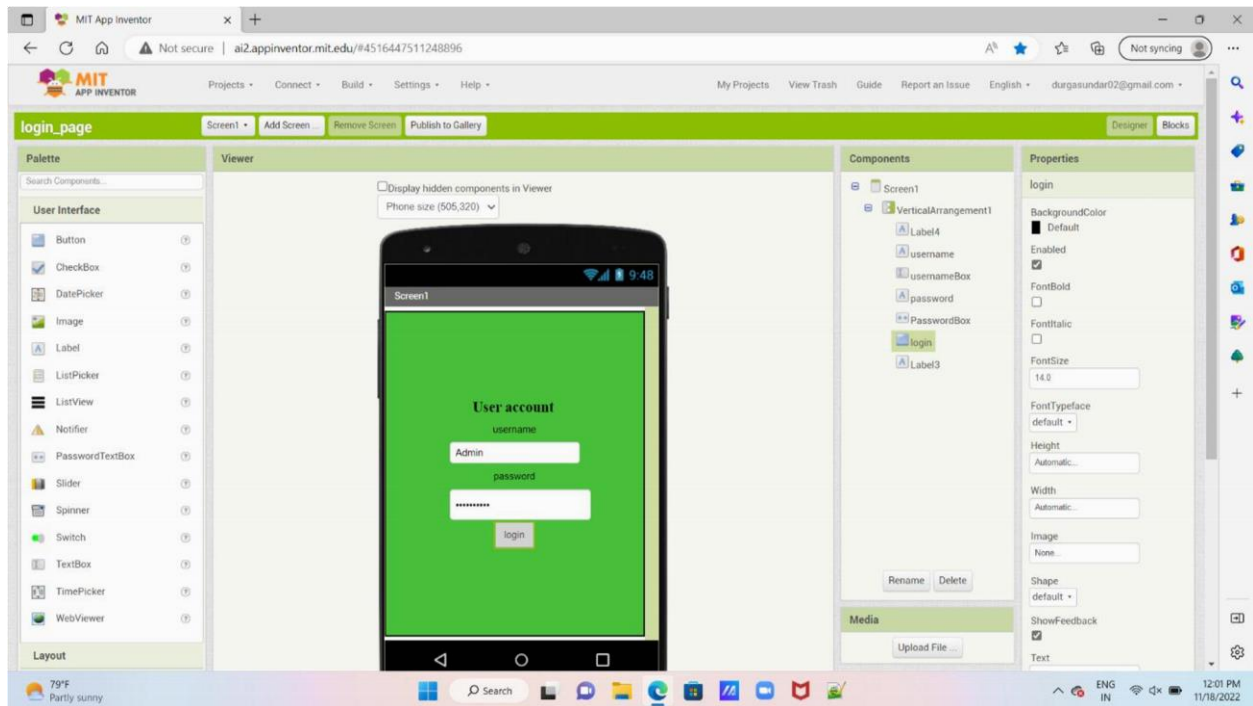 MIT App Inventor
Not secure | ai2.appinventor.mit.edu/#4516447511248896
Not syncing
MIT
APP INVENTOR
Projects Connect Build Settings Help My Projects View Trash Guide Report an Issue English durgasundar02@gmail.com
login_page Screen1 Add Screen ... Remove Screen Publish to Gallery Designer Blocks
Palette
Search Components...
User Interface
Button
CheckBox
DatePicker
Image
Label
ListPicker
ListView
Notifier
PasswordTextBox
Slider
Spinner
Switch
TextBox
TimePicker
WebViewer
Layout
Viewer
Display hidden components in Viewer
Phone size (505,320)
9:48
Screen1
User account
username
Admin
password
••••••••••
login
Components
Screen1
VerticalArrangement1
Label4
username
usernameBox
password
PasswordBox
login
Label3
Rename Delete
Media
Upload File ...
Properties
login
BackgroundColor
Default
Enabled
FontBold
FontItalic
FontSize
14.0
FontTypeface
default
Height
Automatic...
Width
Automatic...
Image
None...
Shape
default
ShowFeedback
Text
79°F
Partly sunny
Search
ENG
IN
12:01 PM
11/18/2022